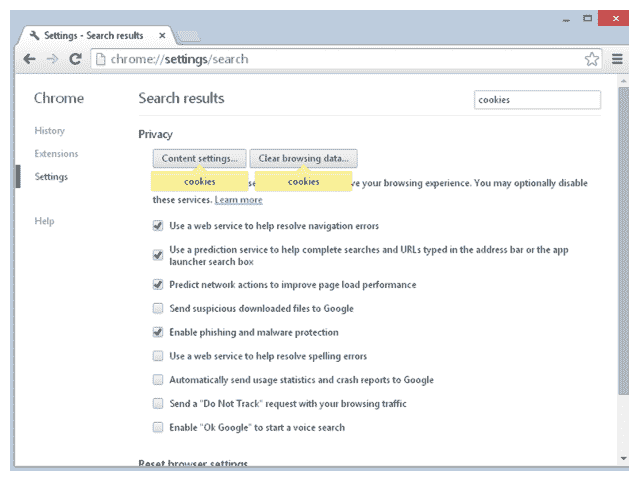 Settings - Search results
chrome://settings/search
Chrome
Search results
cookies
History
Extensions
Settings
Help
Privacy
Content settings... Clear browsing data...
cookies cookies
se ve your browsing experience. You may optionally disable
these services. Learn more
Use a web service to help resolve navigation errors
Use a prediction service to help complete searches and URLs typed in the address bar or the app
launcher search box
Predict network actions to improve page load performance
Send suspicious downloaded files to Google
Enable phishing and malware protection
Use a web service to help resolve spelling errors
Automatically send usage statistics and crash reports to Google
Send a "Do Not Track" request with your browsing traffic
Enable "Ok Google" to start a voice search
Reset browser settings